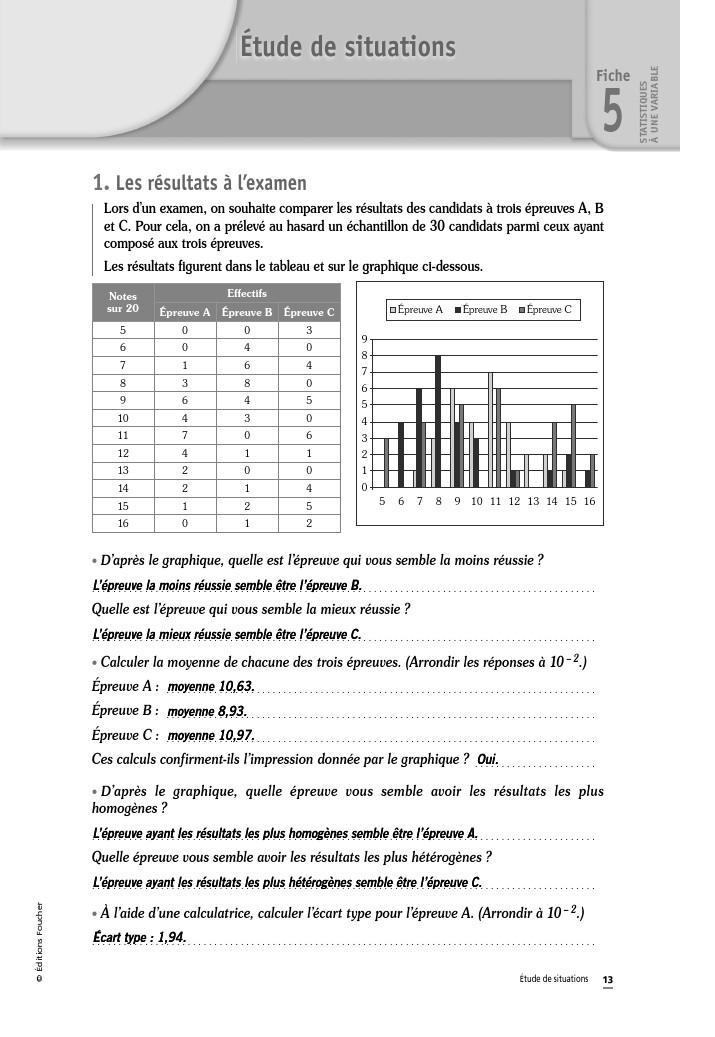 Étude de situations
Fiche
5
STATISTIQUES
À UNE VARIABLE
1. Les résultats à l'examen
Lors d'un examen, on souhaite comparer les résultats des candidats à trois épreuves A, B
et C. Pour cela, on a prélevé au hasard un échantillon de 30 candidats parmi ceux ayant
composé aux trois épreuves.
Les résultats figurent dans le tableau et sur le graphique ci-dessous.
Notes
sur 20
Effectifs
Épreuve A Épreuve B Épreuve C
5 0 0 3
6 0 4 0
7 1 6 4
8 3 8 0
9 6 4 5
10 4 3 0
11 7 0 6
12 4 1 1
13 2 0 0
14 2 1 4
15 1 2 5
16 0 1 2
Épreuve A Épreuve B Épreuve C
9
8
7
6
5
4
3
2
1
0
5 6 7 8 9 10 11 12 13 14 15 16
• D'après le graphique, quelle est l'épreuve qui vous semble la moins réussie ?
L'épreuve la moins réussie semble être l'épreuve B.
Quelle est l'épreuve qui vous semble la mieux réussie ?
L'épreuve la mieux réussie semble être l'épreuve C.
• Calculer la moyenne de chacune des trois épreuves. (Arrondir les réponses à 10⁻².)
Épreuve A : moyenne 10,63.
Épreuve B : moyenne 8,93.
Épreuve C : moyenne 10,97.
Ces calculs confirment-ils l'impression donnée par le graphique ? Oui.
• D'après le graphique, quelle épreuve vous semble avoir les résultats les plus
homogènes ?
L'épreuve ayant les résultats les plus homogènes semble être l'épreuve A.
Quelle épreuve vous semble avoir les résultats les plus hétérogènes ?
L'épreuve ayant les résultats les plus hétérogènes semble être l'épreuve C.
• À l'aide d'une calculatrice, calculer l'écart type pour l'épreuve A. (Arrondir à 10⁻².)
Écart type : 1,94.
© Éditions Foucher
Étude de situations 13